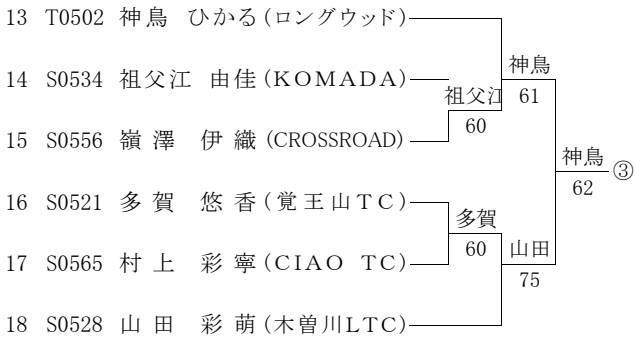 13 T0502 神鳥 ひかる(ロングウッド)
神鳥
14 S0534 祖父江 由佳(KOMADA)
祖父江 61
60
15 S0556 嶺澤 伊織(CROSSROAD)
神鳥 ③
62
16 S0521 多賀 悠香(覚王山TC)
多賀
60 山田
17 S0565 村上 彩寧(CIAO TC)
75
18 S0528 山田 彩萌(木曽川LTC)